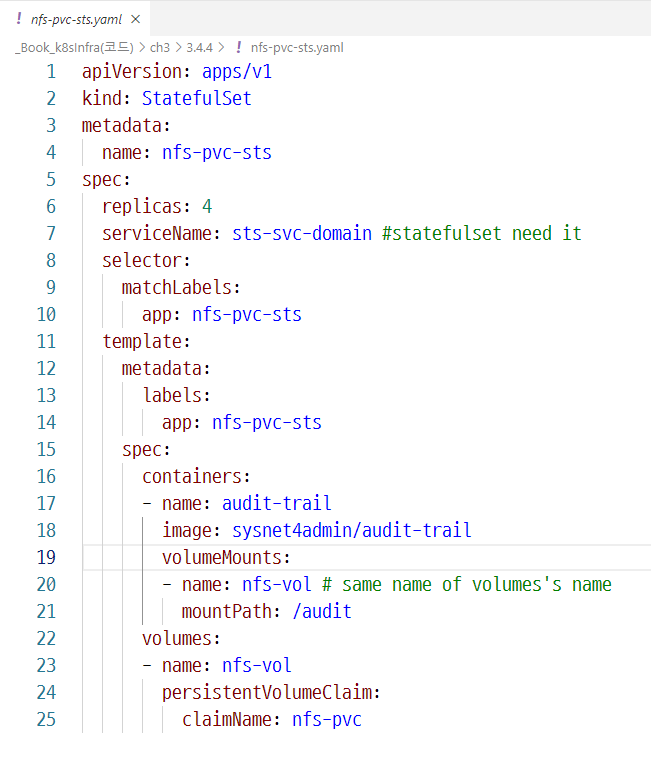 ! nfs-pvc-sts.yaml ×
_Book_k8sInfra(코드) > ch3 > 3.4.4 > ! nfs-pvc-sts.yaml
1 apiVersion: apps/v1
2 kind: StatefulSet
3 metadata:
4   name: nfs-pvc-sts
5 spec:
6   replicas: 4
7   serviceName: sts-svc-domain #statefulset need it
8   selector:
9     matchLabels:
10       app: nfs-pvc-sts
11   template:
12     metadata:
13       labels:
14         app: nfs-pvc-sts
15     spec:
16       containers:
17       - name: audit-trail
18         image: sysnet4admin/audit-trail
19         volumeMounts:
20         - name: nfs-vol # same name of volumes's name
21           mountPath: /audit
22       volumes:
23       - name: nfs-vol
24         persistentVolumeClaim:
25           claimName: nfs-pvc